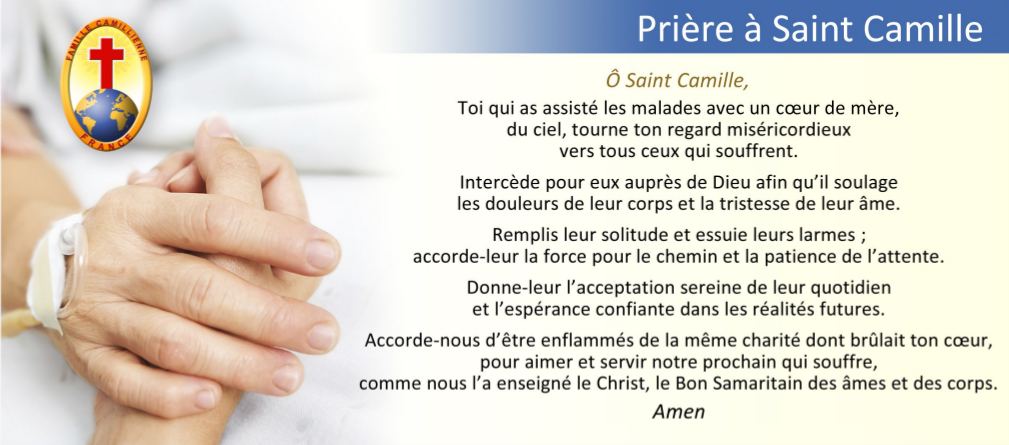 FAMILLE CAMILLIENNE
FRANCE
Prière à Saint Camille
Ô Saint Camille,
Toi qui as assisté les malades avec un cœur de mère,
du ciel, tourne ton regard miséricordieux
vers tous ceux qui souffrent.
Intercède pour eux auprès de Dieu afin qu’il soulage
les douleurs de leur corps et la tristesse de leur âme.
Remplis leur solitude et essuie leurs larmes ;
accorde-leur la force pour le chemin et la patience de l’attente.
Donne-leur l’acceptation sereine de leur quotidien
et l’espérance confiante dans les réalités futures.
Accorde-nous d’être enflammés de la même charité dont brûlait ton cœur,
pour aimer et servir notre prochain qui souffre,
comme nous l’a enseigné le Christ, le Bon Samaritain des âmes et des corps.
Amen